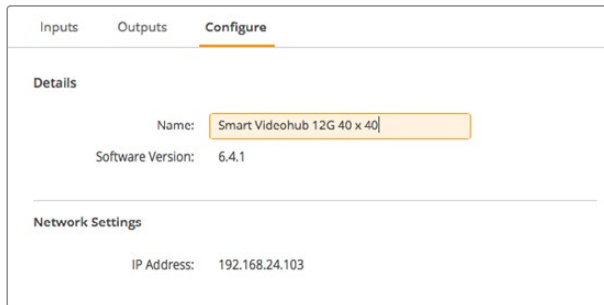 Inputs Outputs Configure
Details
Name: Smart Videohub 12G 40 x 40
Software Version: 6.4.1
Network Settings
IP Address: 192.168.24.103